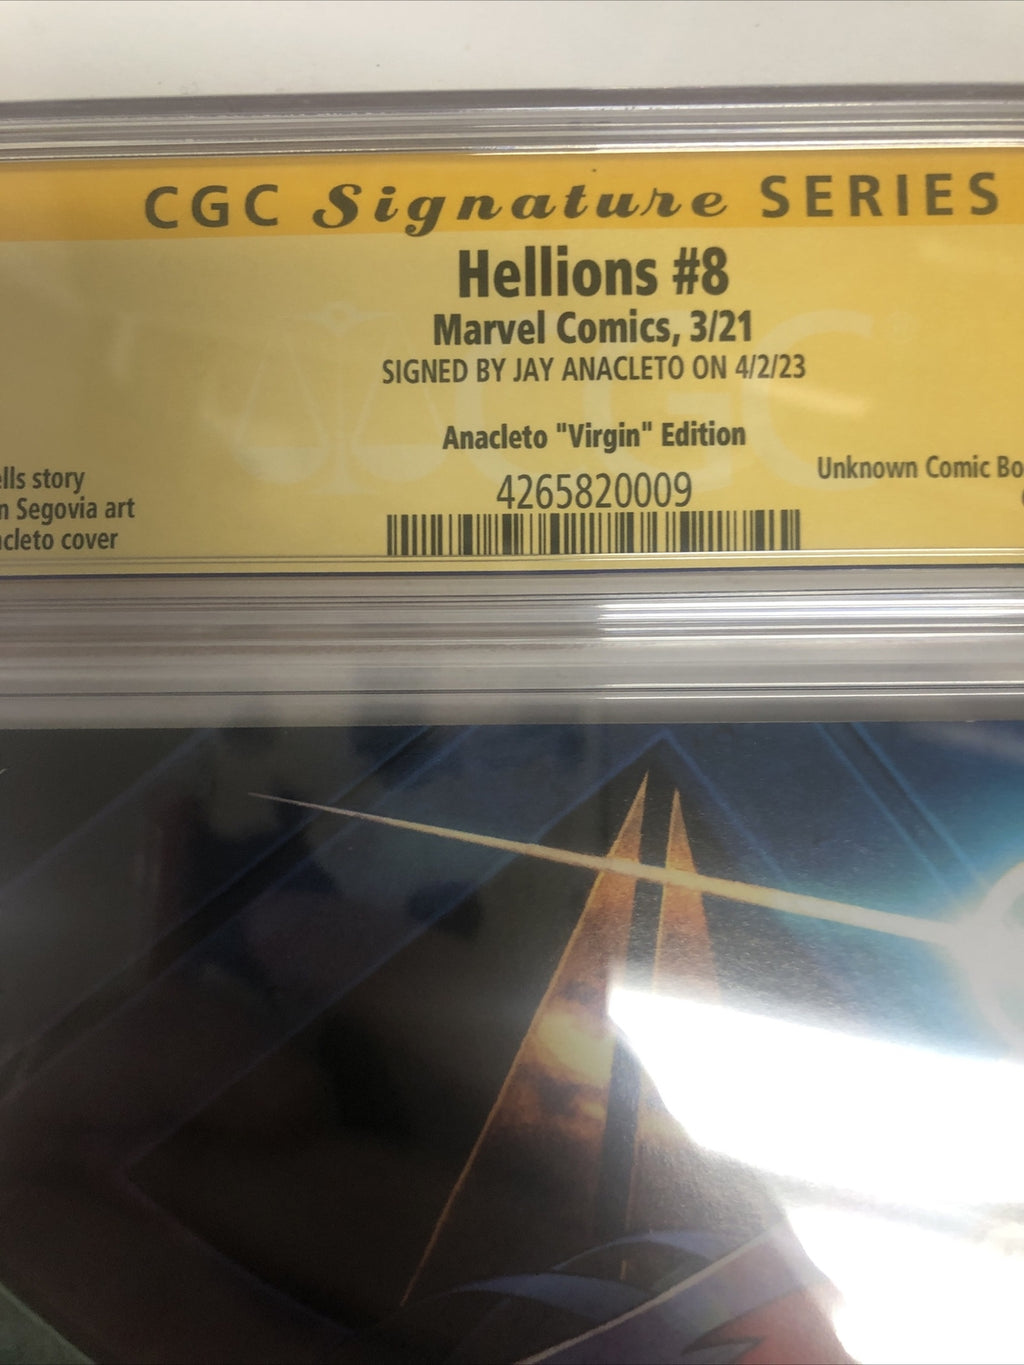 CGC Signature SERIES
Hellions #8
Marvel Comics, 3/21
SIGNED BY JAY ANACLETO ON 4/2/23
Anacleto "Virgin" Edition
4265820009
ells story
n Segovia art
acleto cover
Unknown Comic Bo
CGC